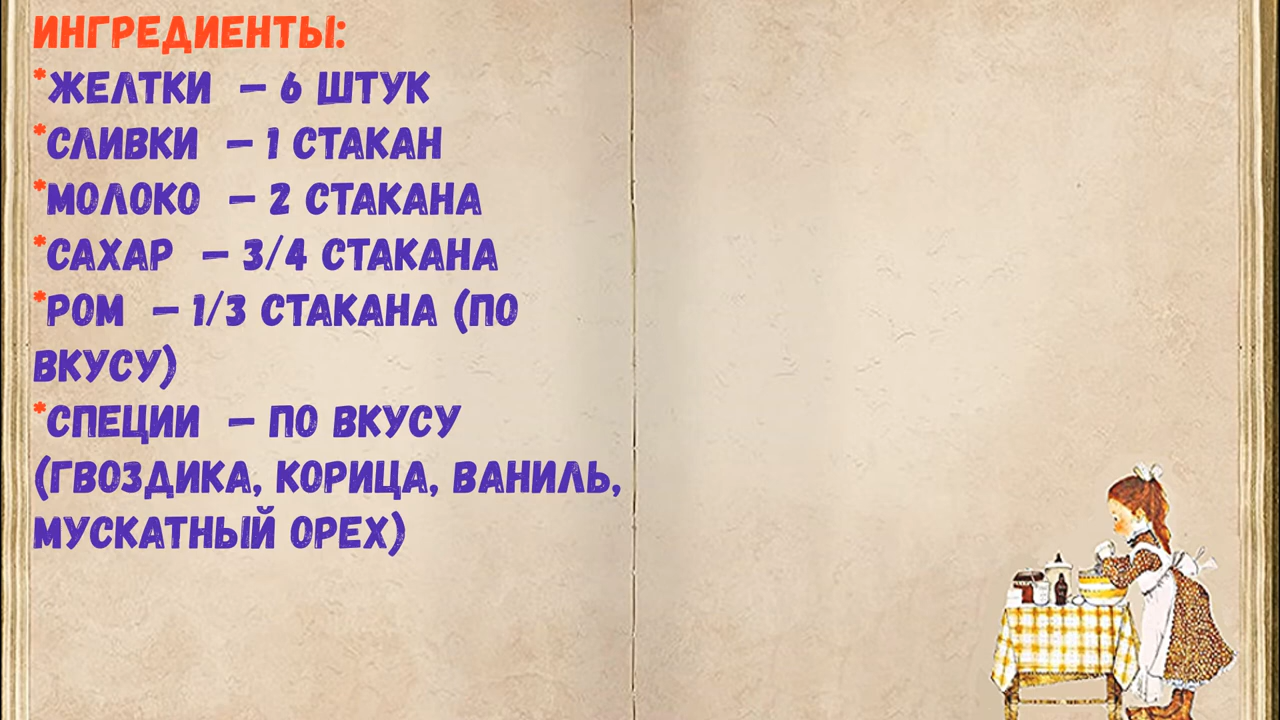 ИНГРЕДИЕНТЫ:
*ЖЕЛТКИ – 6 ШТУК
*СЛИВКИ – 1 СТАКАН
*МОЛОКО – 2 СТАКАНА
*САХАР – 3/4 СТАКАНА
*РОМ – 1/3 СТАКАНА (ПО
ВКУСУ)
*СПЕЦИИ – ПО ВКУСУ
(ГВОЗДИКА, КОРИЦА, ВАНИЛЬ,
МУСКАТНЫЙ ОРЕХ)